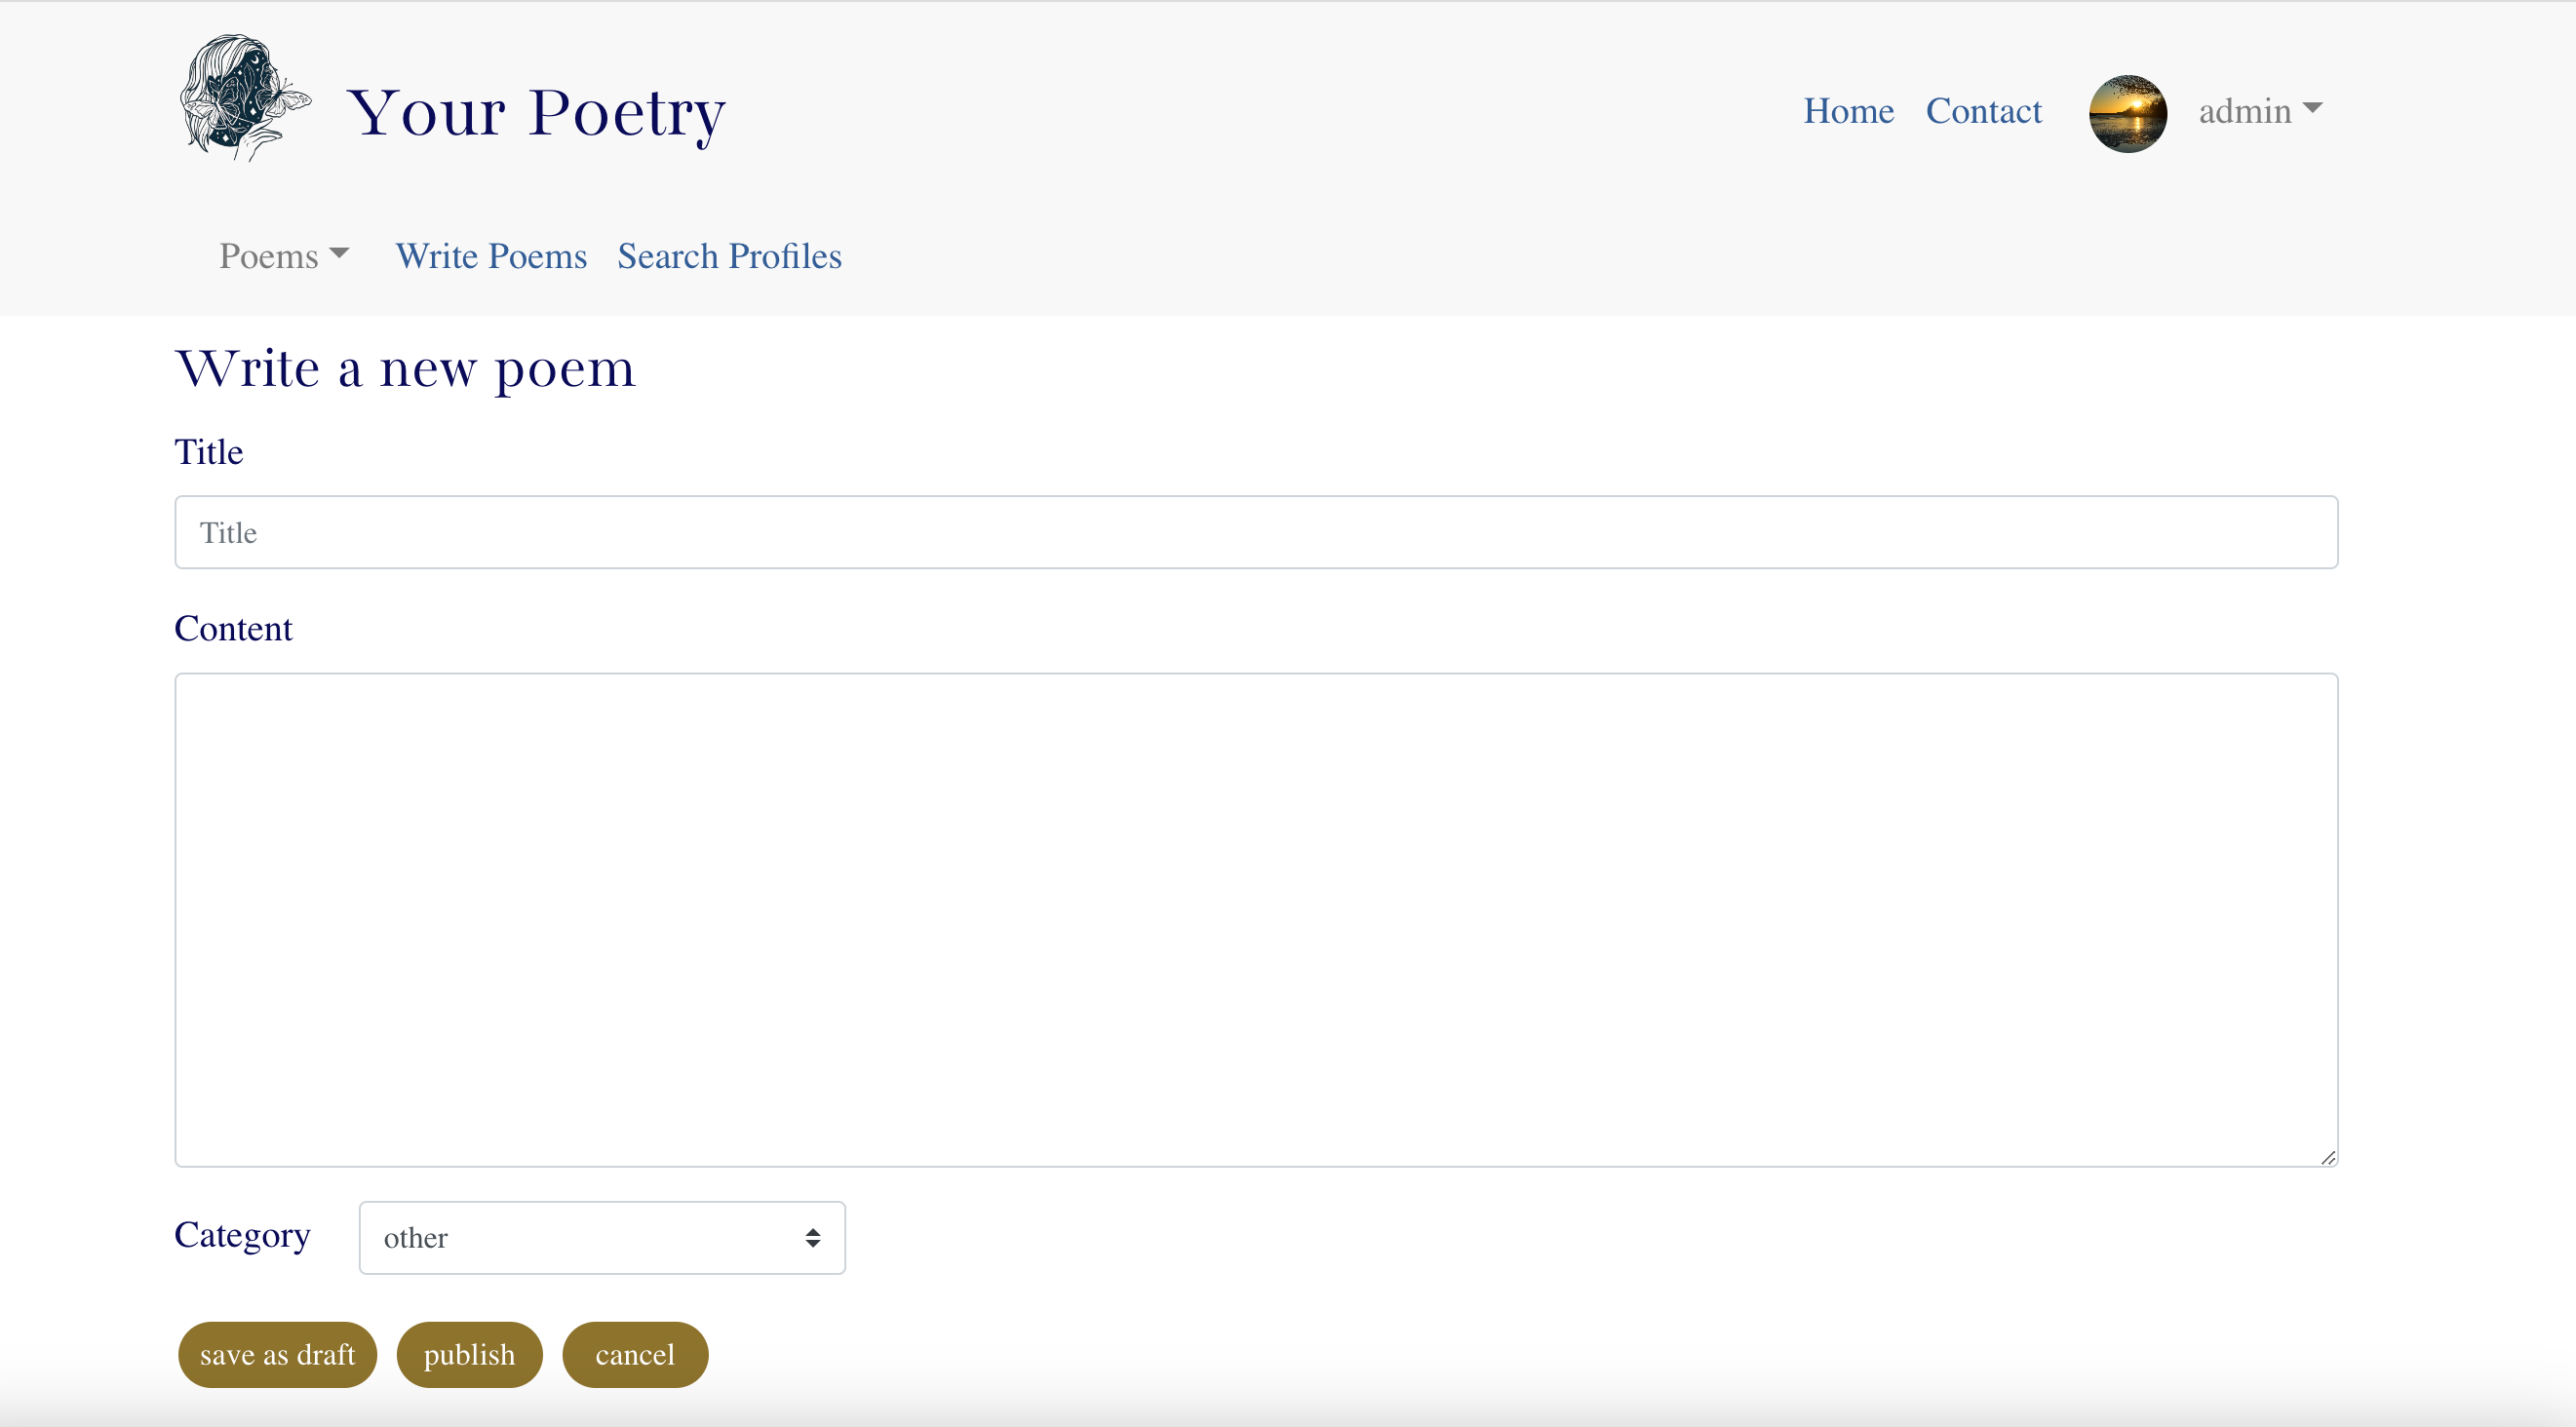 Your Poetry
Home Contact admin
Poems Write Poems Search Profiles
Write a new poem
Title
Title
Content
Category other
save as draft publish cancel